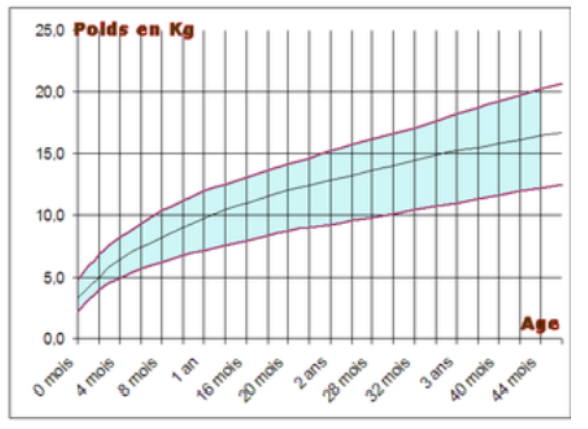 Poids en Kg
25.0
20.0
15.0
10.0
5.0
0.0
Age
0 mois
4 mois
8 mois
1 an
16 mois
20 mois
2 ans
28 mois
32 mois
3 ans
40 mois
44 mois